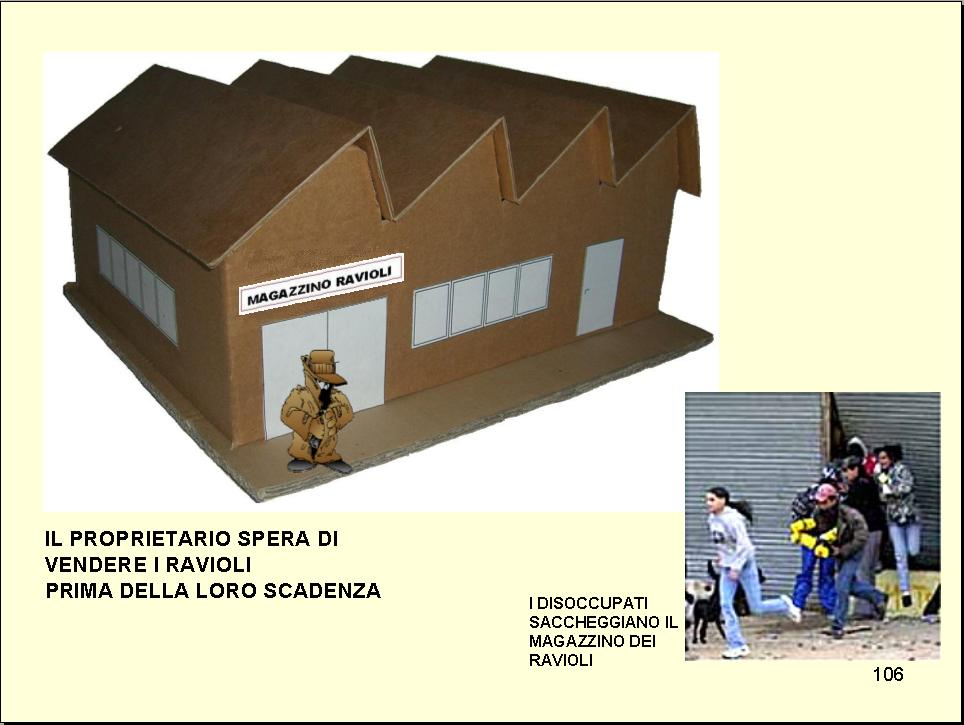 MAGAZZINO RAVIOLI
IL PROPRIETARIO SPERA DI
VENDERE I RAVIOLI
PRIMA DELLA LORO SCADENZA
I DISOCCUPATI
SACCHEGGIANO IL
MAGAZZINO DEI
RAVIOLI
106